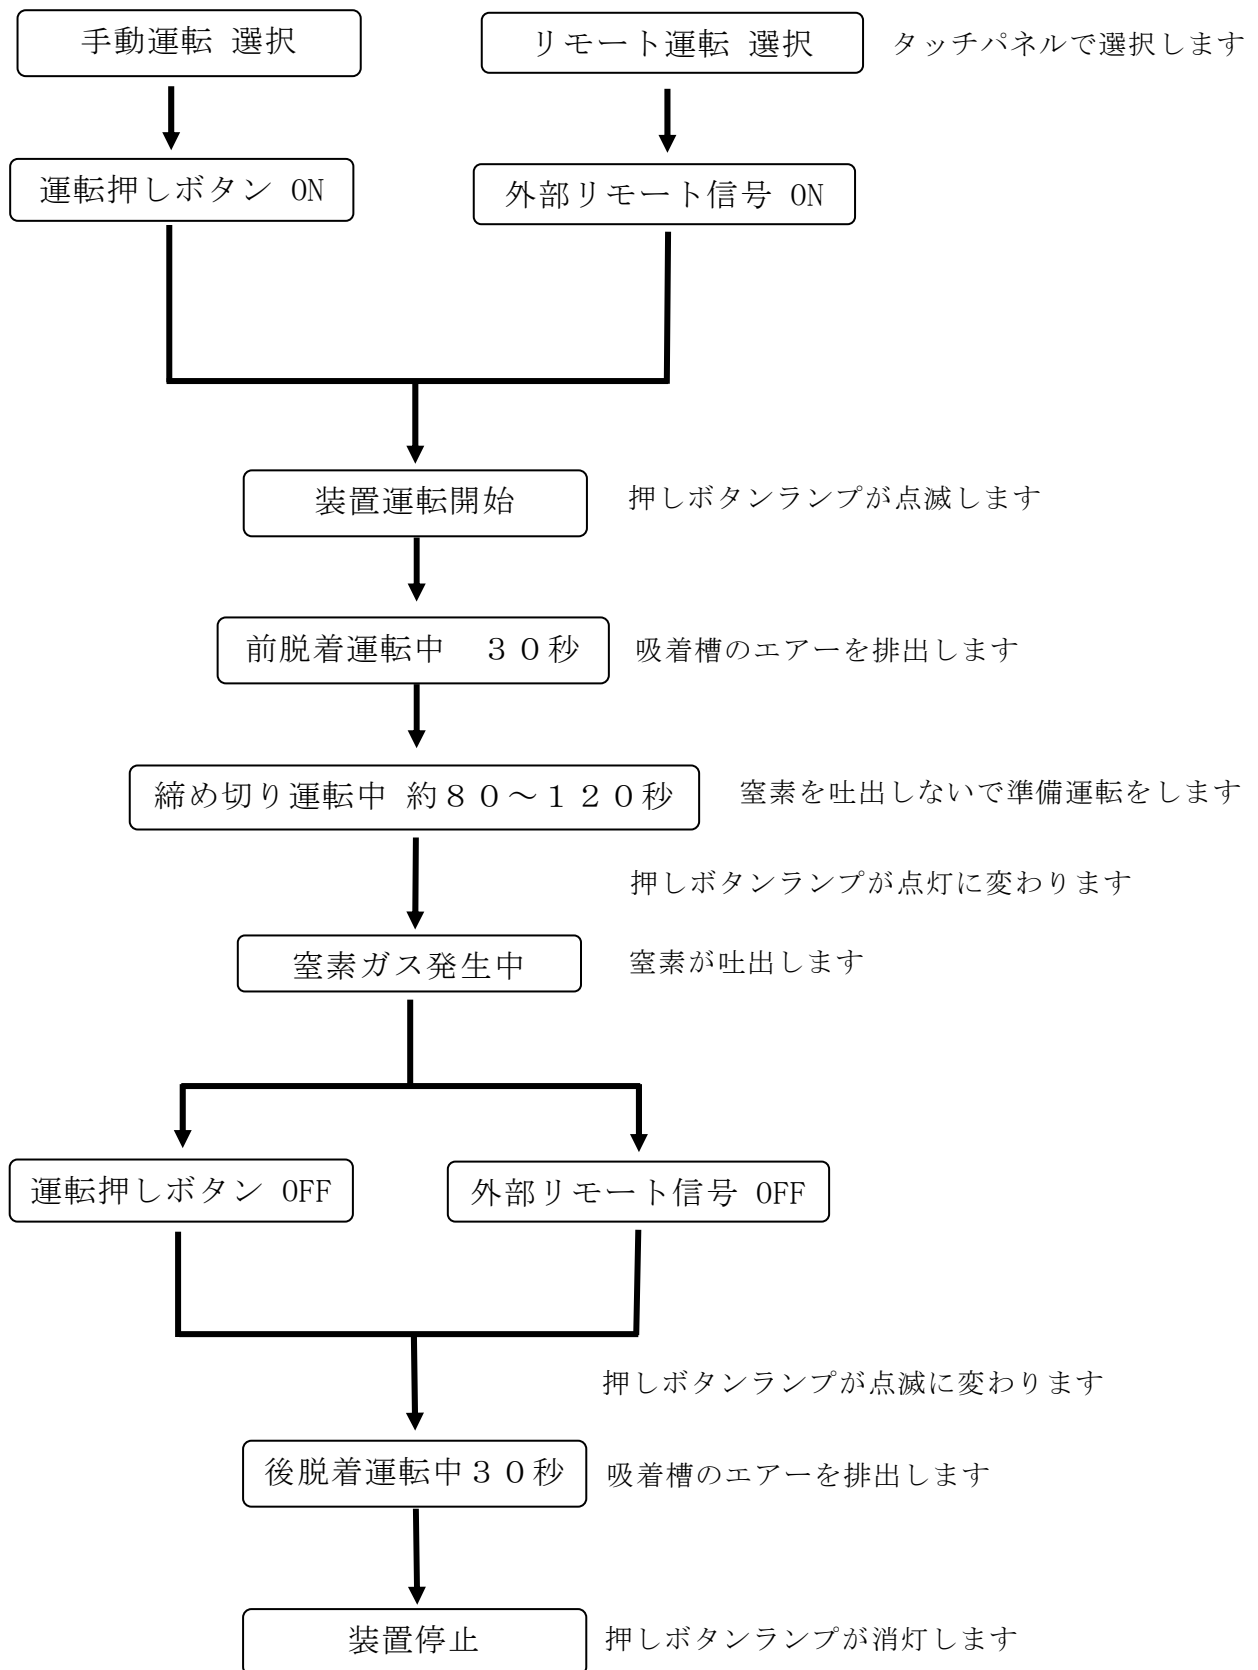 手動運転 選択
リモート運転 選択
タッチパネルで選択します
運転押しボタン ON
外部リモート信号 ON
装置運転開始
押しボタンランプが点滅します
前脱着運転中　３０秒
吸着槽のエアーを排出します
締め切り運転中 約８０～１２０秒
窒素を吐出しないで準備運転をします
押しボタンランプが点灯に変わります
窒素ガス発生中
窒素が吐出します
運転押しボタン OFF
外部リモート信号 OFF
押しボタンランプが点滅に変わります
後脱着運転中３０秒
吸着槽のエアーを排出します
装置停止
押しボタンランプが消灯します